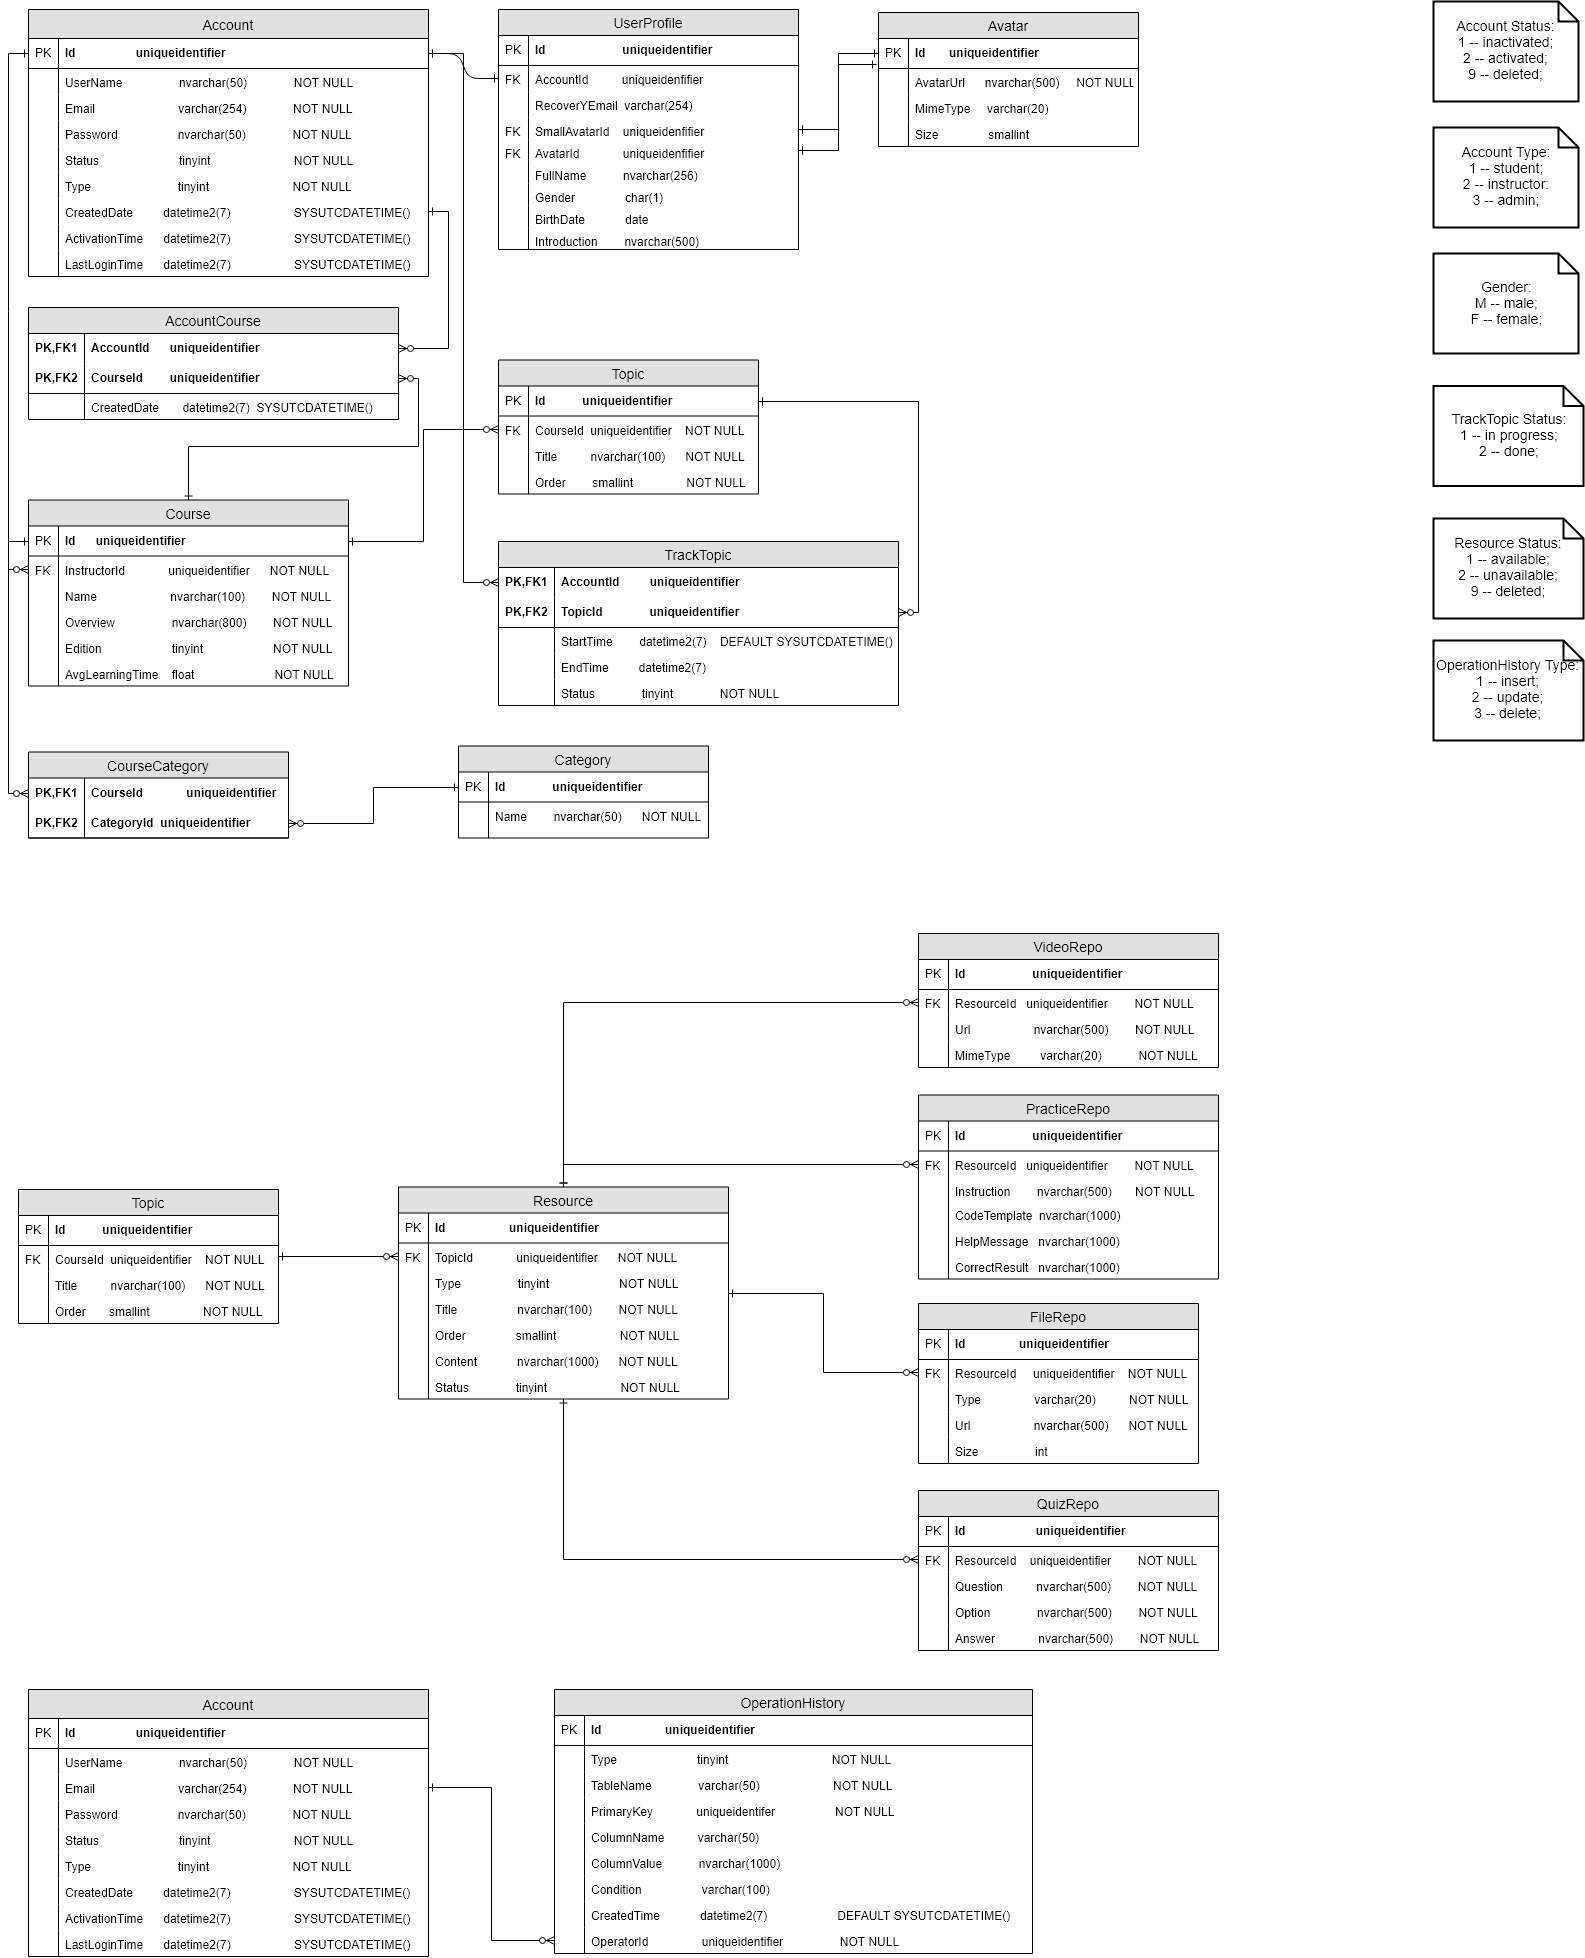 Account
PK Id uniqueidentifier
UserName nvarchar(50) NOT NULL
Email varchar(254) NOT NULL
Password nvarchar(50) NOT NULL
Status tinyint NOT NULL
Type tinyint NOT NULL
CreatedDate datetime2(7) SYSUTCDATETIME()
ActivationTime datetime2(7) SYSUTCDATETIME()
LastLoginTime datetime2(7) SYSUTCDATETIME()
UserProfile
PK Id uniqueidentifier
FK AccountId uniqueidenfifier
RecoverYEmail varchar(254)
FK SmallAvatarId uniqueidenfifier
FK AvatarId uniqueidenfifier
FullName nvarchar(256)
Gender char(1)
BirthDate date
Introduction nvarchar(500)
Avatar
PK Id uniqueidentifier
AvatarUrl nvarchar(500) NOT NULL
MimeType varchar(20)
Size smallint
Account Status:
1 -- inactivated;
2 -- activated;
9 -- deleted;
Account Type:
1 -- student;
2 -- instructor:
3 -- admin;
Gender:
M -- male;
F -- female;
TrackTopic Status:
1 -- in progress;
2 -- done;
Resource Status:
1 -- available;
2 -- unavailable;
9 -- deleted;
OperationHistory Type:
1 -- insert;
2 -- update;
3 -- delete;
AccountCourse
PK,FK1 AccountId uniqueidentifier
PK,FK2 CourseId uniqueidentifier
CreatedDate datetime2(7) SYSUTCDATETIME()
Topic
PK Id uniqueidentifier
FK CourseId uniqueidentifier NOT NULL
Title nvarchar(100) NOT NULL
Order smallint NOT NULL
Course
PK Id uniqueidentifier
FK InstructorId uniqueidentifier NOT NULL
Name nvarchar(100) NOT NULL
Overview nvarchar(800) NOT NULL
Edition tinyint NOT NULL
AvgLearningTime float NOT NULL
TrackTopic
PK,FK1 AccountId uniqueidentifier
PK,FK2 TopicId uniqueidentifier
StartTime datetime2(7) DEFAULT SYSUTCDATETIME()
EndTime datetime2(7)
Status tinyint NOT NULL
CourseCategory
PK,FK1 CourseId uniqueidentifier
PK,FK2 CategoryId uniqueidentifier
Category
PK Id uniqueidentifier
Name nvarchar(50) NOT NULL
VideoRepo
PK Id uniqueidentifier
FK ResourceId uniqueidentifier NOT NULL
Url nvarchar(500) NOT NULL
MimeType varchar(20) NOT NULL
PracticeRepo
PK Id uniqueidentifier
FK ResourceId uniqueidentifier NOT NULL
Instruction nvarchar(500) NOT NULL
CodeTemplate nvarchar(1000)
HelpMessage nvarchar(1000)
CorrectResult nvarchar(1000)
Topic
PK Id uniqueidentifier
FK CourseId uniqueidentifier NOT NULL
Title nvarchar(100) NOT NULL
Order smallint NOT NULL
Resource
PK Id uniqueidentifier
FK TopicId uniqueidentifier NOT NULL
Type tinyint NOT NULL
Title nvarchar(100) NOT NULL
Order smallint NOT NULL
Content nvarchar(1000) NOT NULL
Status tinyint NOT NULL
FileRepo
PK Id uniqueidentifier
FK ResourceId uniqueidentifier NOT NULL
Type varchar(20) NOT NULL
Url nvarchar(500) NOT NULL
Size int
QuizRepo
PK Id uniqueidentifier
FK ResourceId uniqueidentifier NOT NULL
Question nvarchar(500) NOT NULL
Option nvarchar(500) NOT NULL
Answer nvarchar(500) NOT NULL
Account
PK Id uniqueidentifier
UserName nvarchar(50) NOT NULL
Email varchar(254) NOT NULL
Password nvarchar(50) NOT NULL
Status tinyint NOT NULL
Type tinyint NOT NULL
CreatedDate datetime2(7) SYSUTCDATETIME()
ActivationTime datetime2(7) SYSUTCDATETIME()
LastLoginTime datetime2(7) SYSUTCDATETIME()
OperationHistory
PK Id uniqueidentifier
Type tinyint NOT NULL
TableName varchar(50) NOT NULL
PrimaryKey uniqueidentifer NOT NULL
ColumnName varchar(50)
ColumnValue nvarchar(1000)
Condition varchar(100)
CreatedTime datetime2(7) DEFAULT SYSUTCDATETIME()
OperatorId uniqueidentifier NOT NULL